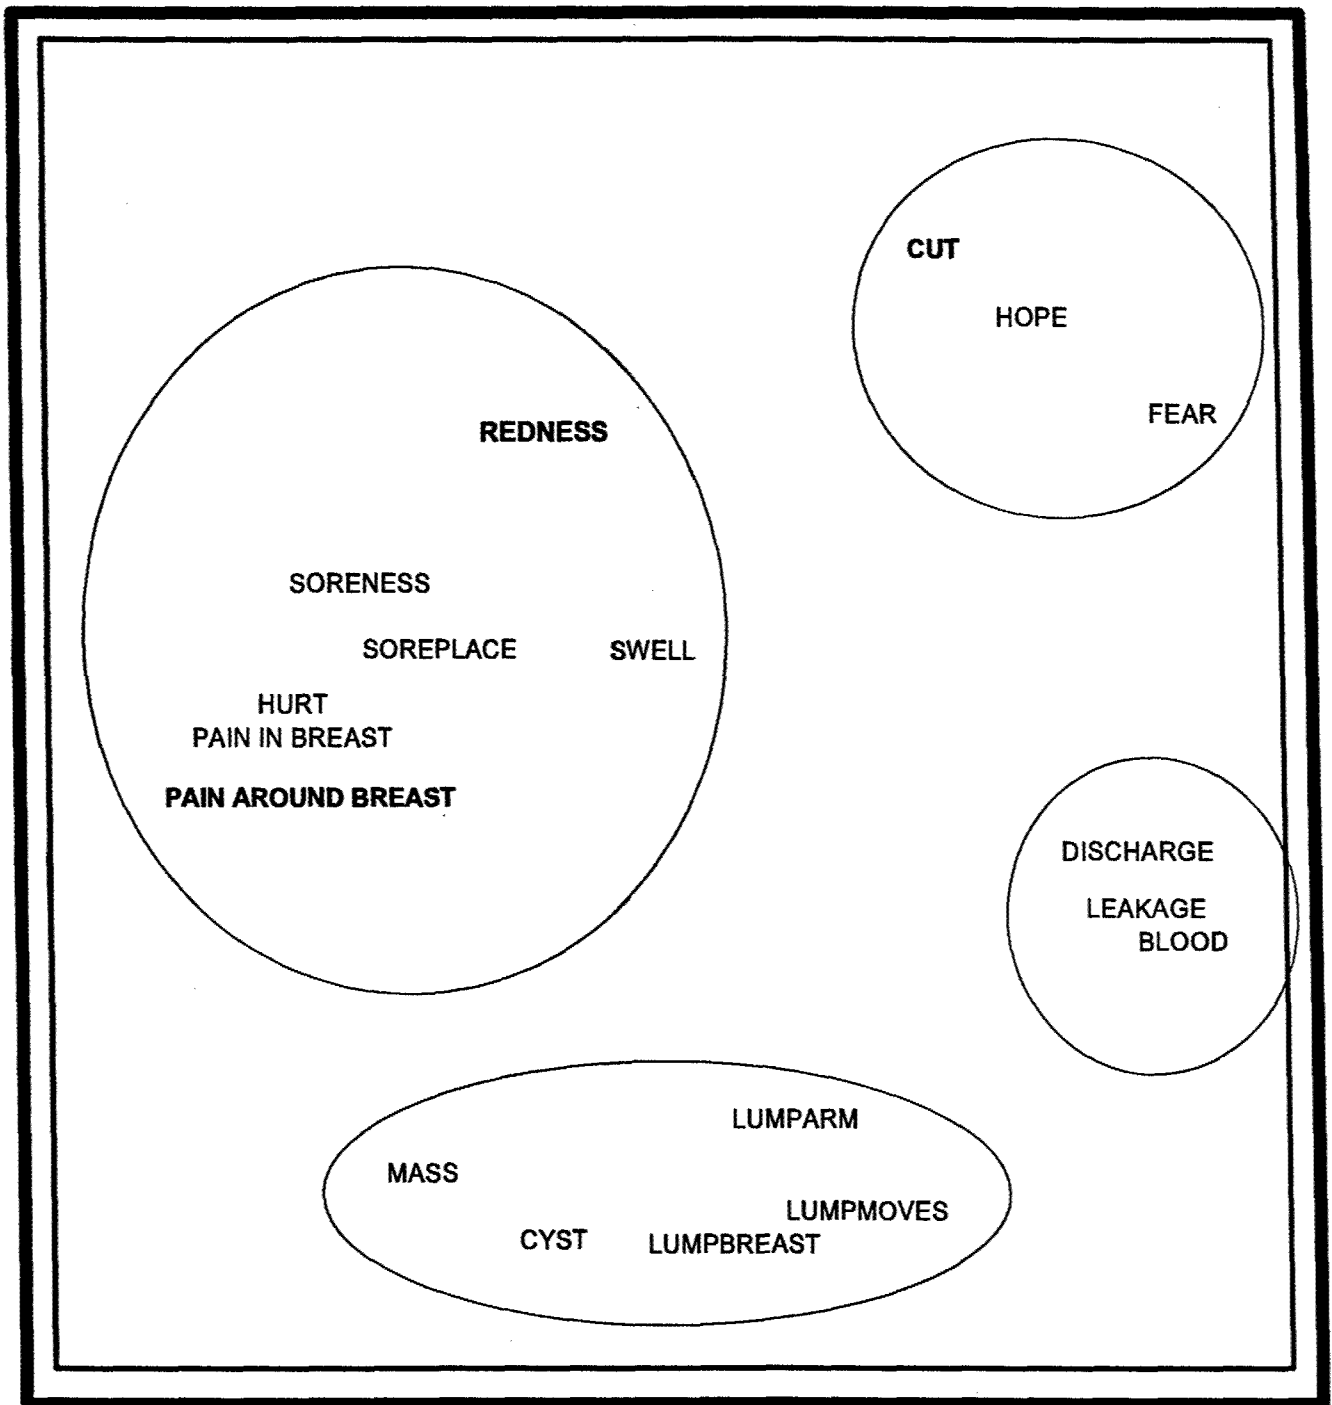 CUT
HOPE
FEAR
REDNESS
SORENESS
SOREPLACE
SWELL
HURT
PAIN IN BREAST
PAIN AROUND BREAST
DISCHARGE
LEAKAGE
BLOOD
LUMPARM
MASS
LUMPMOVES
CYST
LUMPBREAST